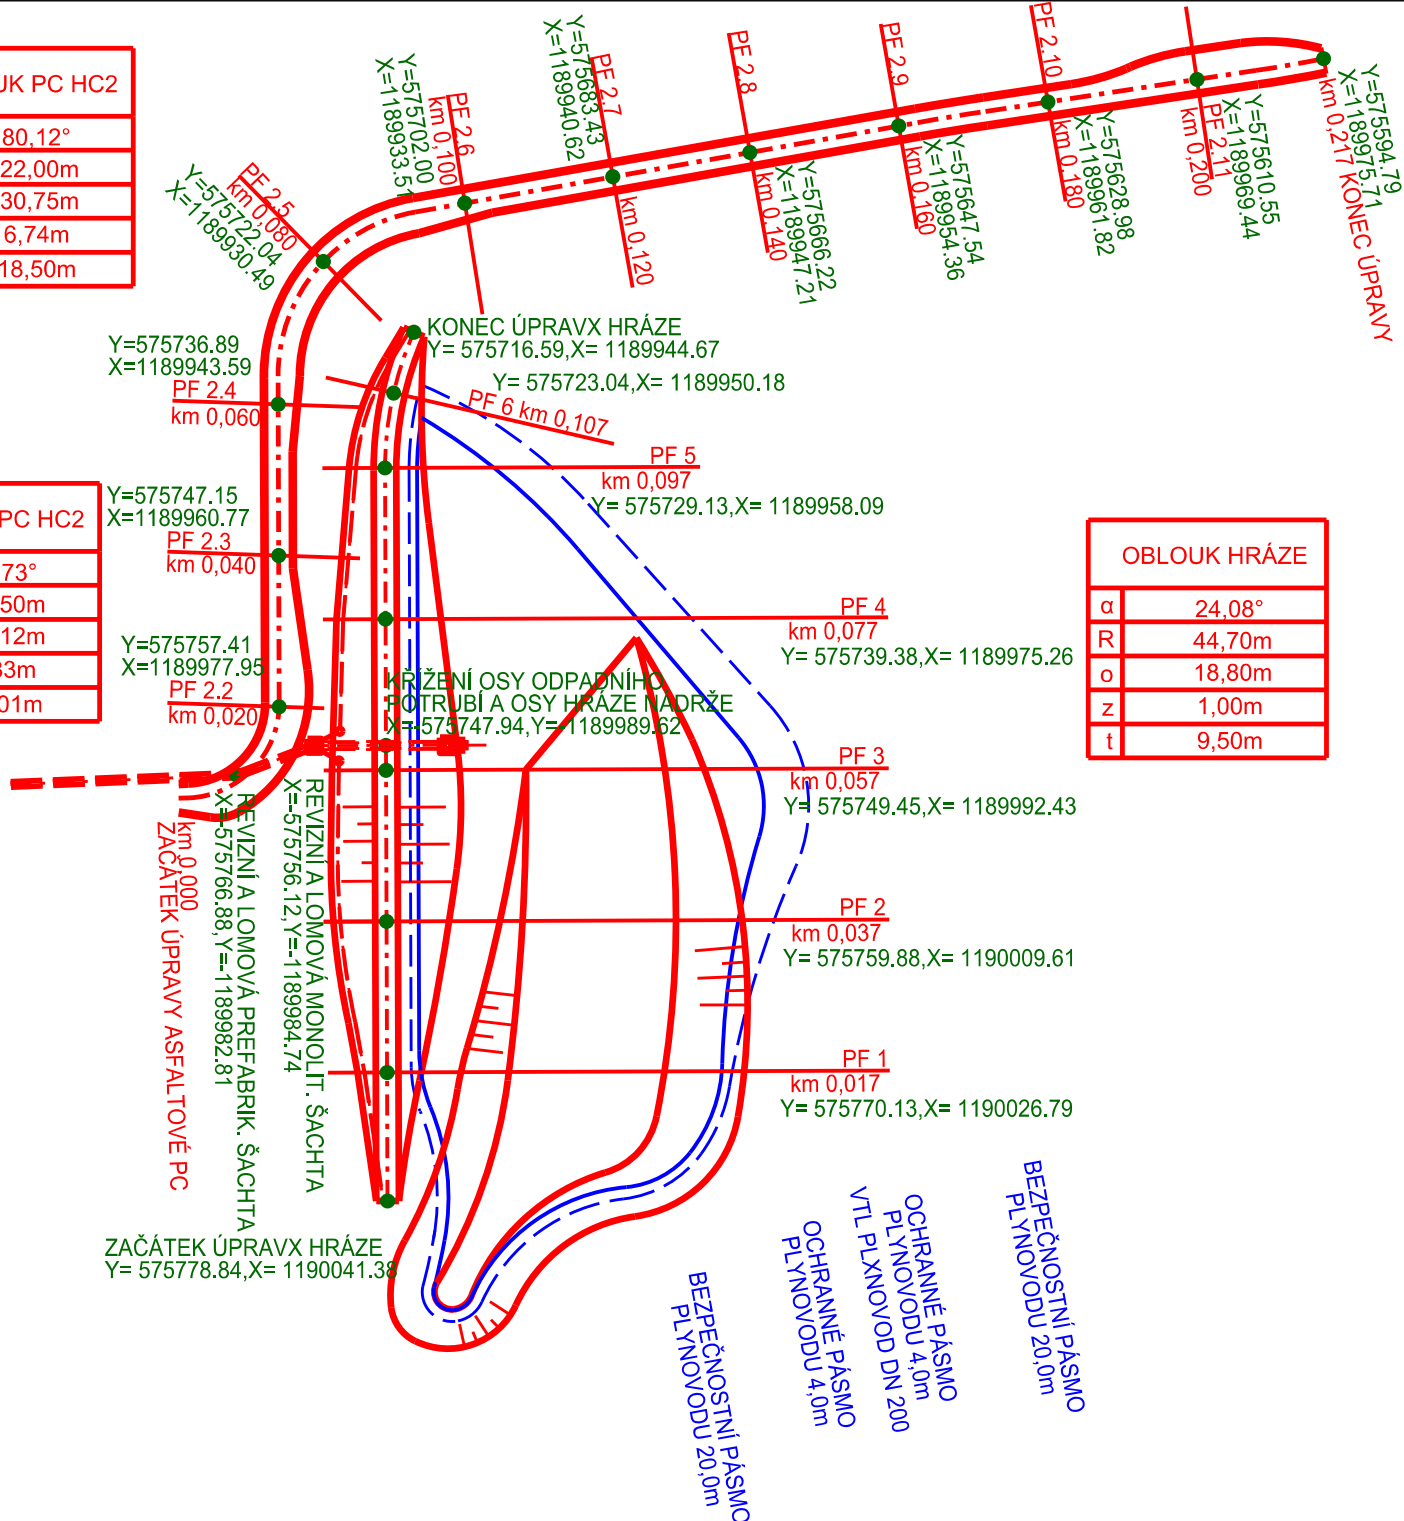 UK PC HC2
80,12°
22,00m
30,75m
6,74m
18,50m
PC HC2
73°
50m
12m
33m
01m
OBLOUK HRÁZE
α 24,08°
R 44,70m
o 18,80m
z 1,00m
t 9,50m
Y=575594.79
X=1189975.71
km 0,217 KONEC ÚPRAVY
PF 2.11
km 0,200
Y=575610.55
X=1189969.44
PF 2.10
km 0,180
Y=575628.98
X=1189961.82
PF 2.9
km 0,160
Y=575647.54
X=1189954.36
PF 2.8
km 0,140
Y=575666.22
X=1189947.21
PF 2.7
km 0,120
Y=575683.43
X=1189940.62
PF 2.6
km 0,100
Y=575702.00
X=1189933.51
PF 2.5
km 0,080
Y=575722.04
X=1189930.49
Y=575736.89
X=1189943.59
PF 2.4
km 0,060
Y=575747.15
X=1189960.77
PF 2.3
km 0,040
Y=575757.41
X=1189977.95
PF 2.2
km 0,020
km 0,000
ZAČÁTEK ÚPRAVY ASFALTOVÉ PC
REVIZNÍ A LOMOVÁ PREFABRIK. ŠACHTA
X=-575766.88,Y=-1189982.81
REVIZNÍ A LOMOVÁ MONOLIT. ŠACHTA
X=-575756.12,Y=-1189984.74
KONEC ÚPRAVX HRÁZE
Y= 575716.59,X= 1189944.67
Y= 575723.04,X= 1189950.18
PF 6 km 0,107
PF 5
km 0,097
Y= 575729.13,X= 1189958.09
PF 4
km 0,077
Y= 575739.38,X= 1189975.26
KŘÍŽENÍ OSY ODPADNÍHO
POTRUBÍ A OSY HRÁZE NÁDRŽE
X=-575747.94,Y=-1189989.62
PF 3
km 0,057
Y= 575749.45,X= 1189992.43
PF 2
km 0,037
Y= 575759.88,X= 1190009.61
PF 1
km 0,017
Y= 575770.13,X= 1190026.79
ZAČÁTEK ÚPRAVX HRÁZE
Y= 575778.84,X= 1190041.38
BEZPEČNOSTNÍ PÁSMO
PLYNOVODU 20,0m
OCHRANNÉ PÁSMO
PLYNOVODU 4,0m
VTL PLXNOVOD DN 200
OCHRANNÉ PÁSMO
PLYNOVODU 4,0m
BEZPEČNOSTNÍ PÁSMO
PLYNOVODU 20,0m